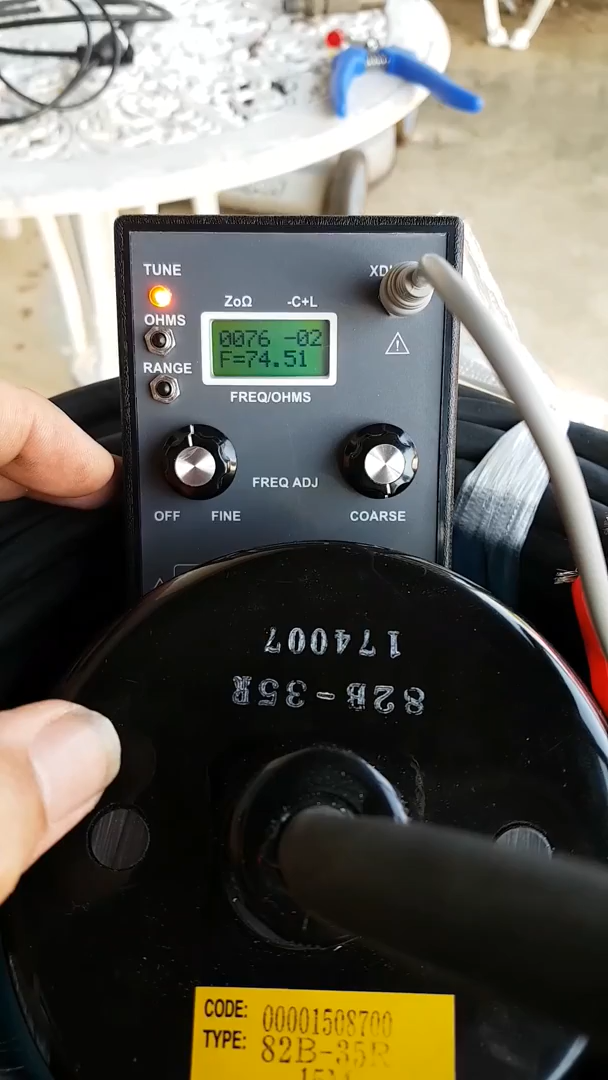 TUNE
ZoΩ -C+L
OHMS
0076 -02
F=74.51
RANGE
FREQ/OHMS
FREQ ADJ
OFF FINE COARSE
174007
82B-35R
CODE: 00001508700
TYPE: 82B-35R